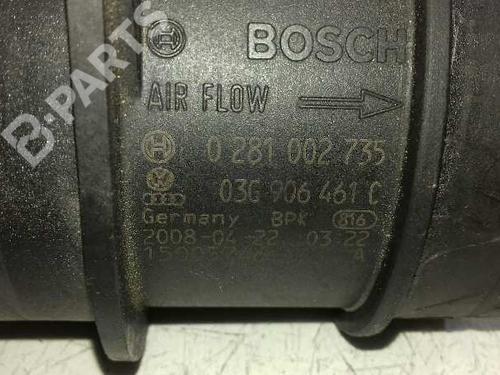 B-PARTS
BOSCH
AIR FLOW
0 281 002 735
03G 906 461 C
Germany BPK 816
2008-04-22 03:22
A